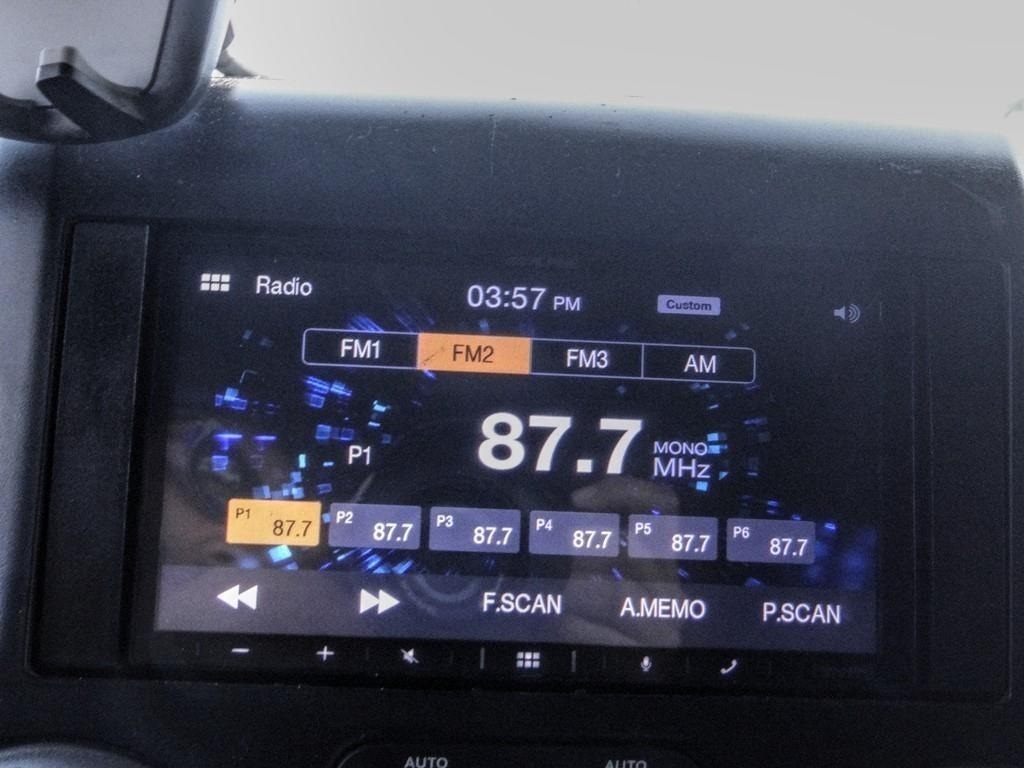 Radio 03:57 PM Custom
FM1 FM2 FM3 AM
P1 87.7 MONO MHz
P1 87.7 P2 87.7 P3 87.7 P4 87.7 P5 87.7 P6 87.7
F.SCAN A.MEMO P.SCAN
− +
AUTO AUTO